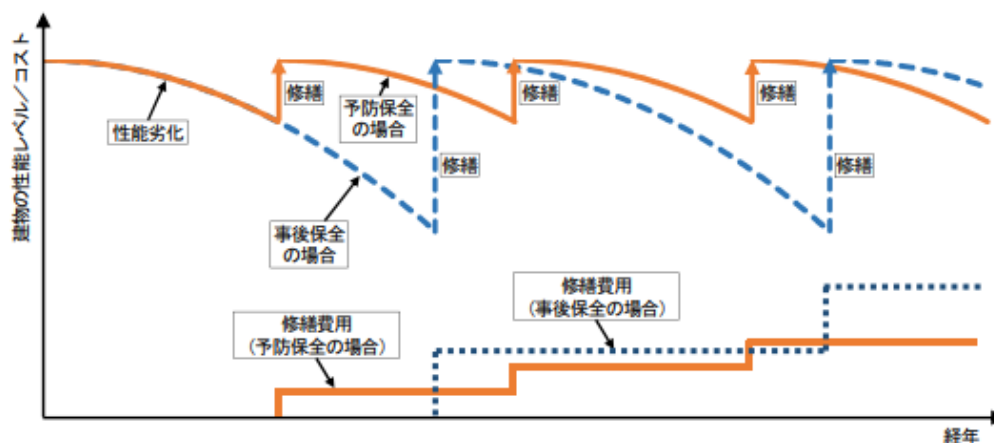 建物の性能レベル／コスト
修繕
修繕
修繕
予防保全
の場合
性能劣化
修繕
修繕
事後保全
の場合
修繕費用
（事後保全の場合）
修繕費用
（予防保全の場合）
経年